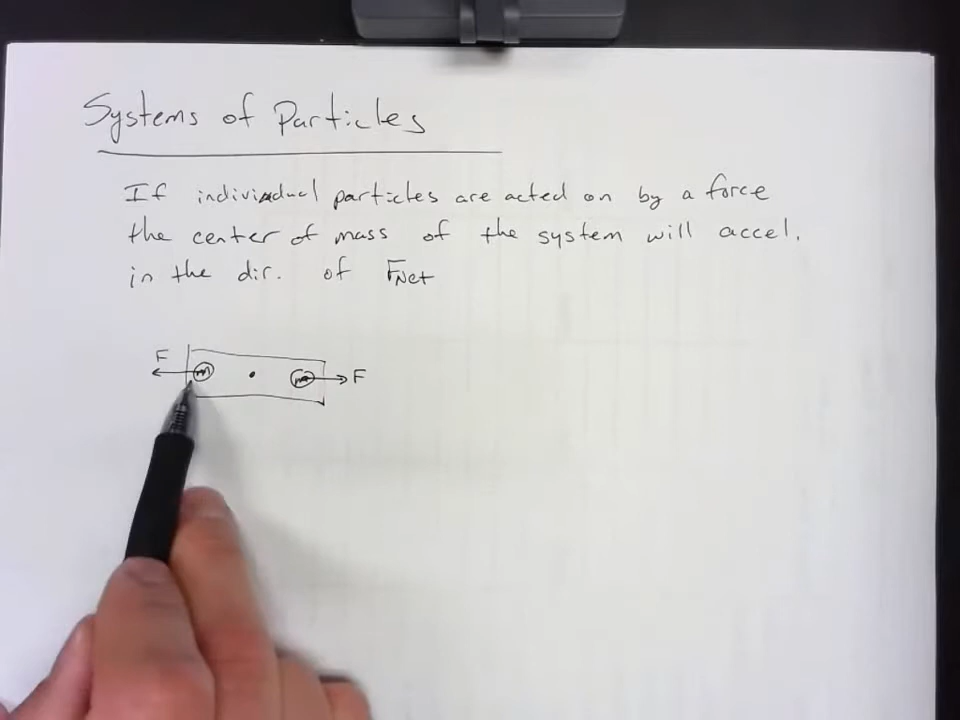 Systems of Particles
If individual particles are acted on by a force
the center of mass of the system will accel.
in the dir. of FNet
F m m F